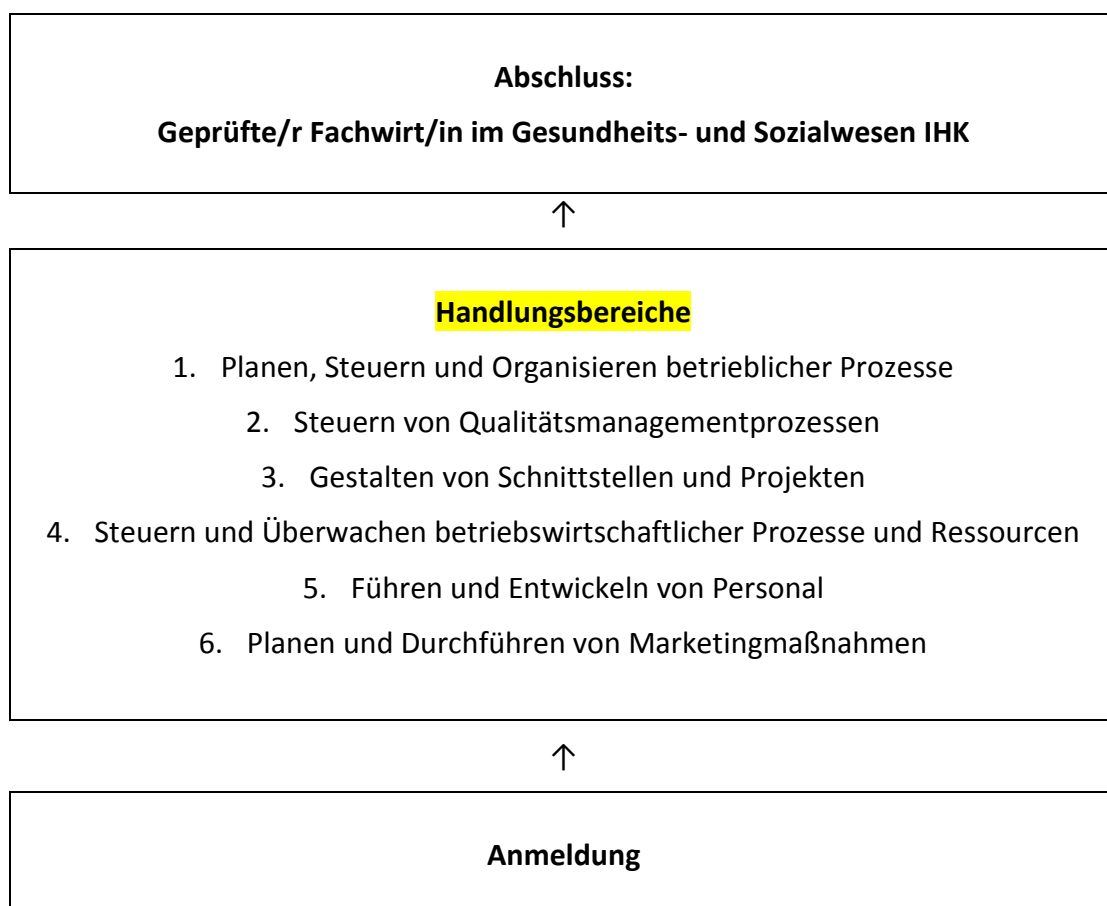 Abschluss:
Geprüfte/r Fachwirt/in im Gesundheits- und Sozialwesen IHK
↑
Handlungsbereiche
1. Planen, Steuern und Organisieren betrieblicher Prozesse
2. Steuern von Qualitätsmanagementprozessen
3. Gestalten von Schnittstellen und Projekten
4. Steuern und Überwachen betriebswirtschaftlicher Prozesse und Ressourcen
5. Führen und Entwickeln von Personal
6. Planen und Durchführen von Marketingmaßnahmen
↑
Anmeldung